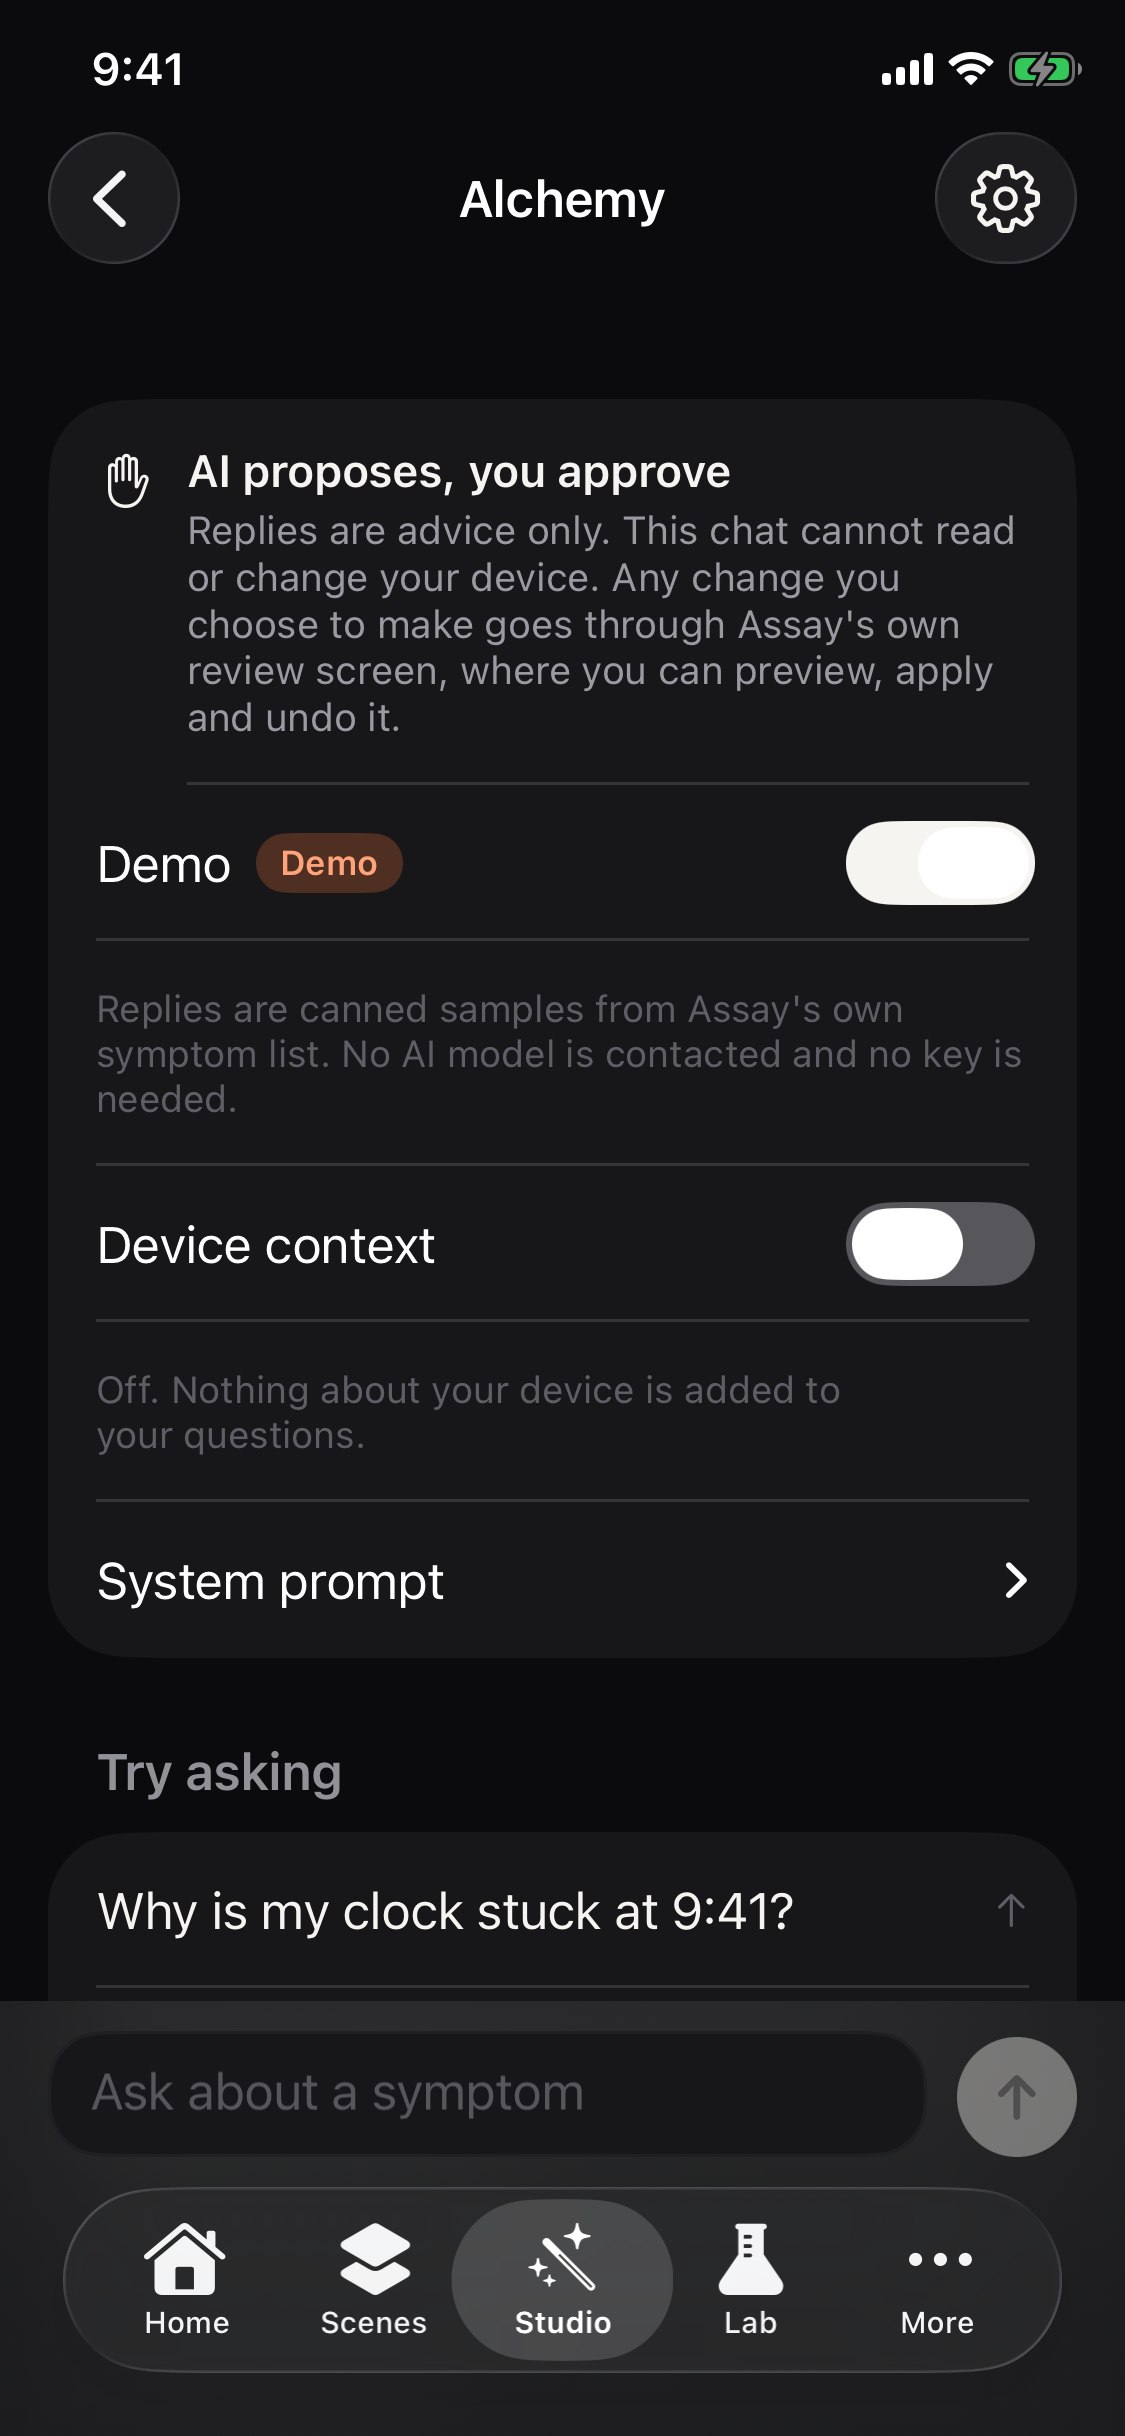 9:41
Alchemy
AI proposes, you approve
Replies are advice only. This chat cannot read
or change your device. Any change you
choose to make goes through Assay's own
review screen, where you can preview, apply
and undo it.
Demo Demo
Replies are canned samples from Assay's own
symptom list. No AI model is contacted and no key is
needed.
Device context
Off. Nothing about your device is added to
your questions.
System prompt
Try asking
Why is my clock stuck at 9:41?
Ask about a symptom
Home Scenes Studio Lab More